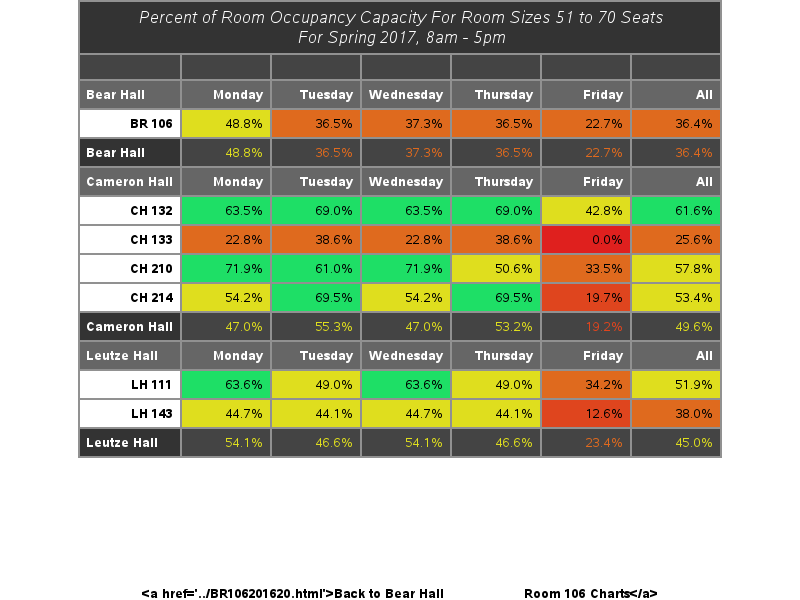 Percent of Room Occupancy Capacity For Room Sizes 51 to 70 Seats
For Spring 2017, 8am - 5pm
Bear Hall Monday Tuesday Wednesday Thursday Friday All
BR 106 48.8% 36.5% 37.3% 36.5% 22.7% 36.4%
Bear Hall 48.8% 36.5% 37.3% 36.5% 22.7% 36.4%
Cameron Hall Monday Tuesday Wednesday Thursday Friday All
CH 132 63.5% 69.0% 63.5% 69.0% 42.8% 61.6%
CH 133 22.8% 38.6% 22.8% 38.6% 0.0% 25.6%
CH 210 71.9% 61.0% 71.9% 50.6% 33.5% 57.8%
CH 214 54.2% 69.5% 54.2% 69.5% 19.7% 53.4%
Cameron Hall 47.0% 55.3% 47.0% 53.2% 19.2% 49.6%
Leutze Hall Monday Tuesday Wednesday Thursday Friday All
LH 111 63.6% 49.0% 63.6% 49.0% 34.2% 51.9%
LH 143 44.7% 44.1% 44.7% 44.1% 12.6% 38.0%
Leutze Hall 54.1% 46.6% 54.1% 46.6% 23.4% 45.0%
<a href='../BR106201620.html'>Back to Bear Hall Room 106 Charts</a>